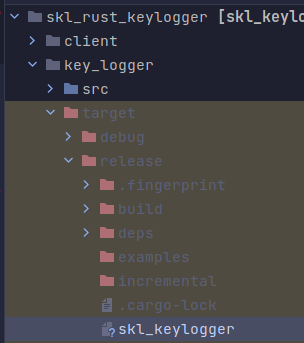 skl_rust_keylogger [skl_keylo
client
key_logger
src
target
debug
release
.fingerprint
build
deps
examples
incremental
.cargo-lock
skl_keylogger